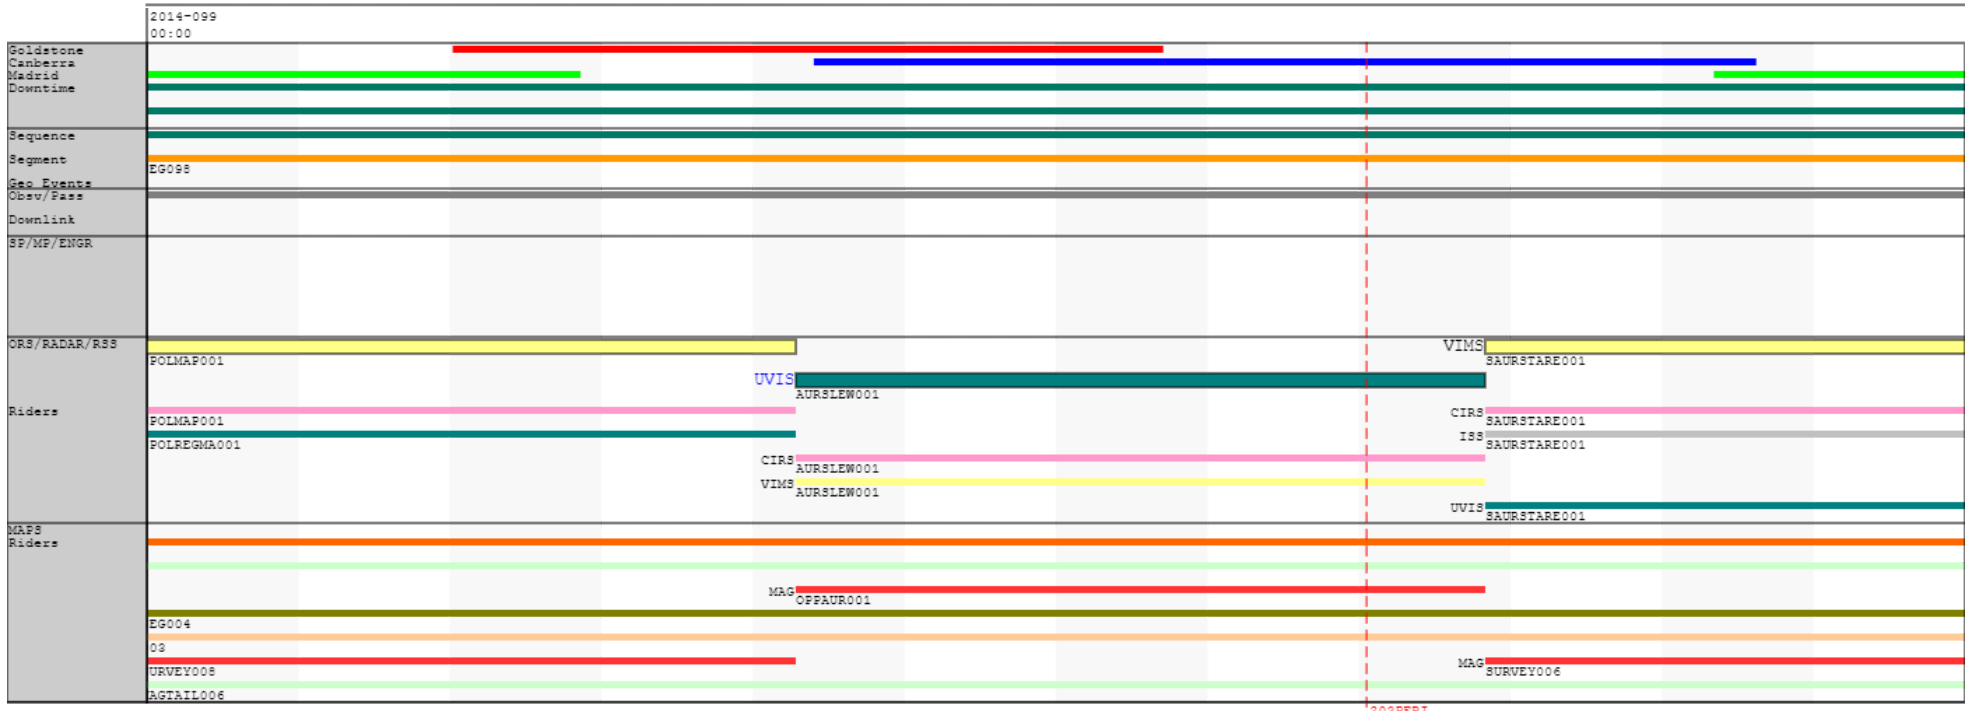 2014-099
00:00
Goldstone
Canberra
Madrid
Downtime
Sequence
Segment
EG098
Geo Events
Obsv/Pass
Downlink
SP/MP/ENGR
ORS/RADAR/RSS
VIMS
POLMAP001
SAURSTARE001
UVIS
AURSLEW001
Riders
CIRS
POLMAP001
SAURSTARE001
ISS
POLREGMA001
SAURSTARE001
CIRS
AURSLEW001
VIMS
AURSLEW001
UVIS
SAURSTARE001
MAPS
Riders
MAG
OPPAUR001
EG004
03
MAG
URVEY008
SURVEY006
AGTAIL006